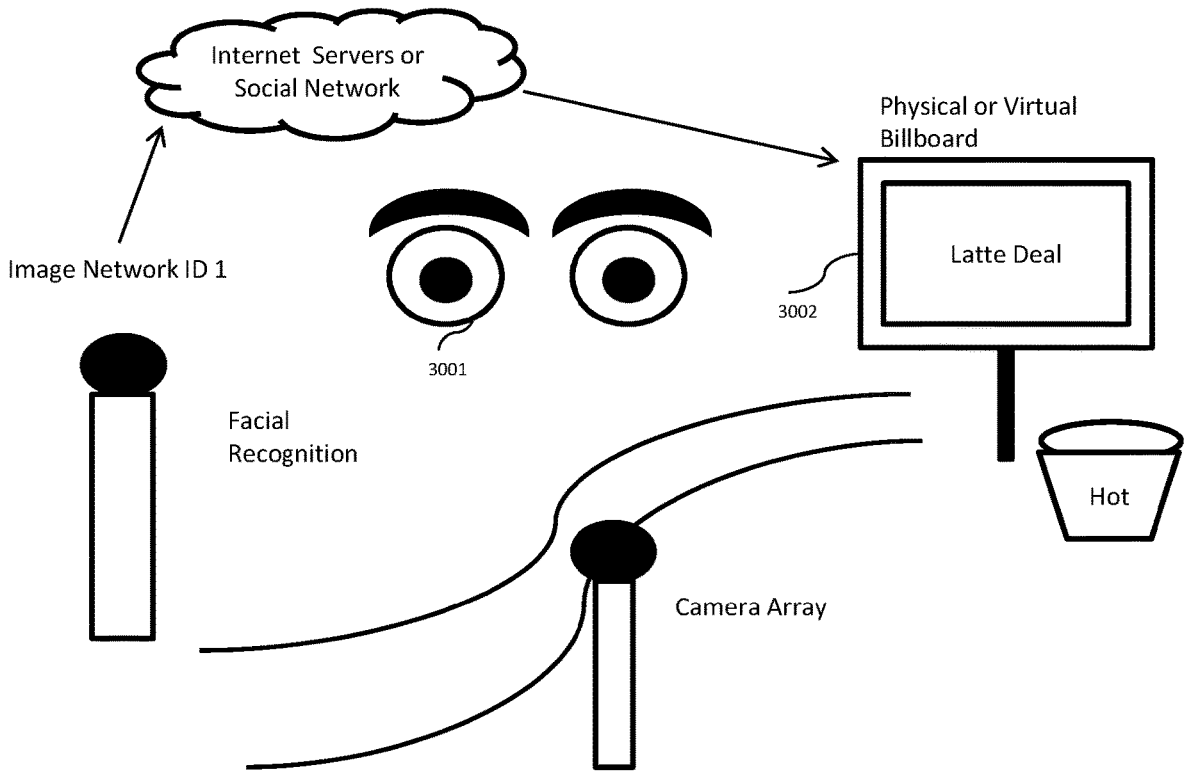 Internet Servers or
Social Network
Physical or Virtual
Billboard
Image Network ID 1
Latte Deal
3002
3001
Facial
Recognition
Hot
Camera Array